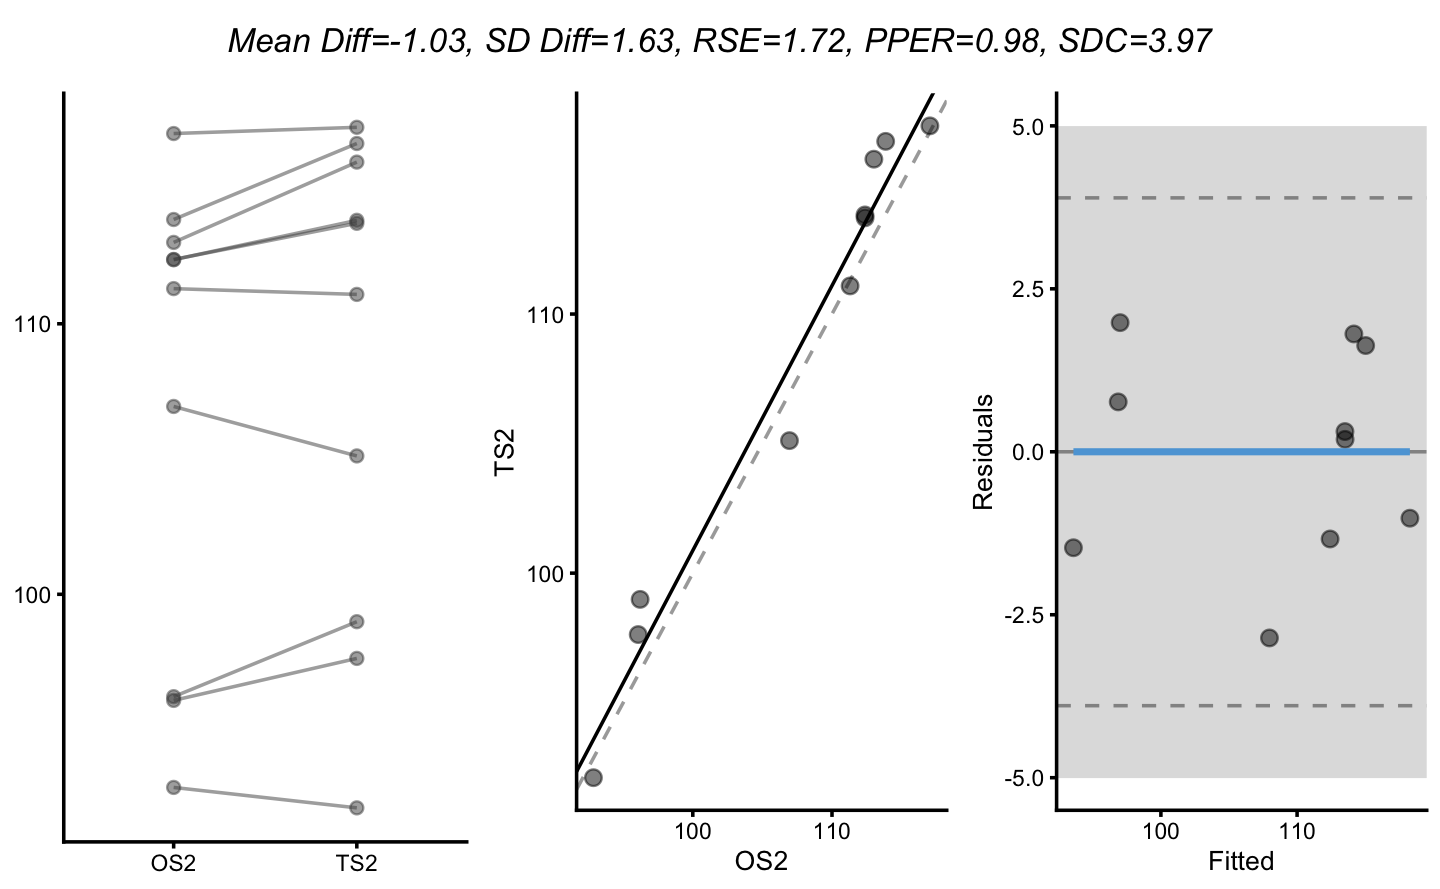 Mean Diff=-1.03, SD Diff=1.63, RSE=1.72, PPER=0.98, SDC=3.97
110
100
OS2
TS2
TS2
110
100
100
110
OS2
Residuals
5.0
2.5
0.0
-2.5
-5.0
100
110
Fitted